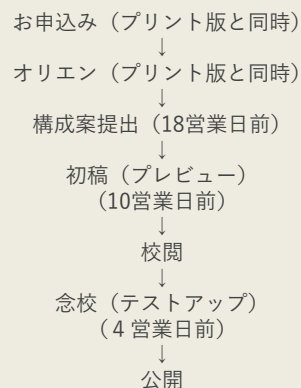 お申込み（プリント版と同時）
↓
オリエン（プリント版と同時）
↓
構成案提出（18営業日前）
↓
初稿（プレビュー）
（10営業日前）
↓
校閲
↓
念校（テストアップ）
（４営業日前）
↓
公開